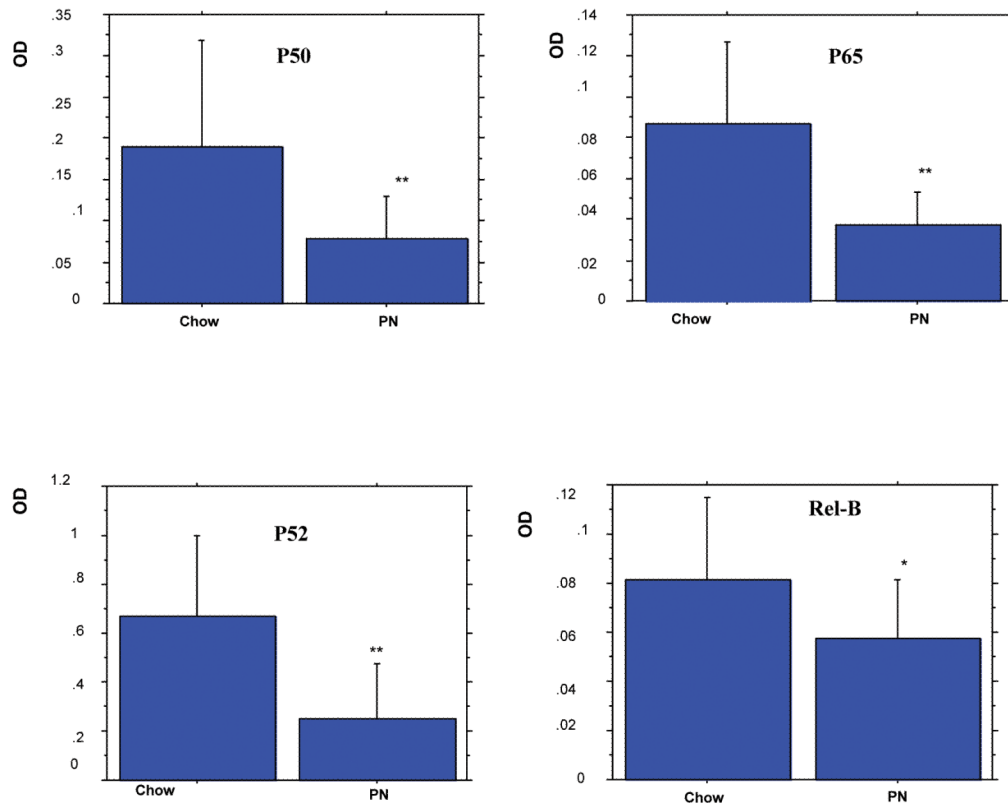 OD
P50
.35
.3
.25
.2
.15
.1
.05
0
**
Chow PN
OD
P65
.14
.12
.1
.08
.06
.04
.02
0
**
Chow PN
OD
P52
1.2
1
.8
.6
.4
.2
0
**
Chow PN
OD
Rel-B
.12
.1
.08
.06
.04
.02
0
*
Chow PN